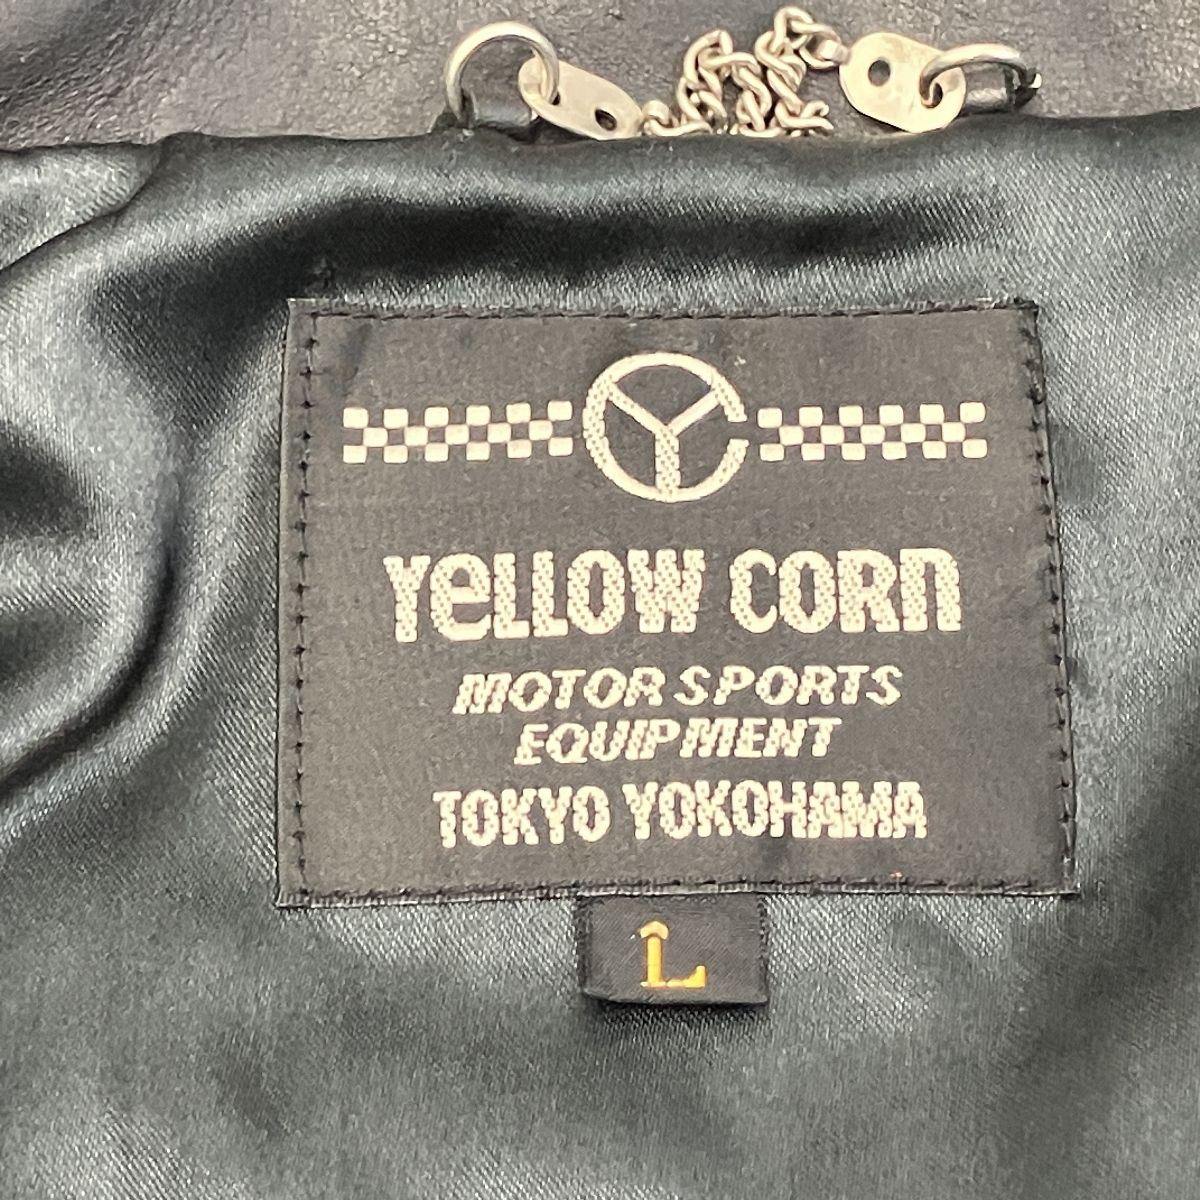 YeLLOW CORn
MOTOR SPORTS
EQUIPMENT
TOKYO YOKOHAMA
L